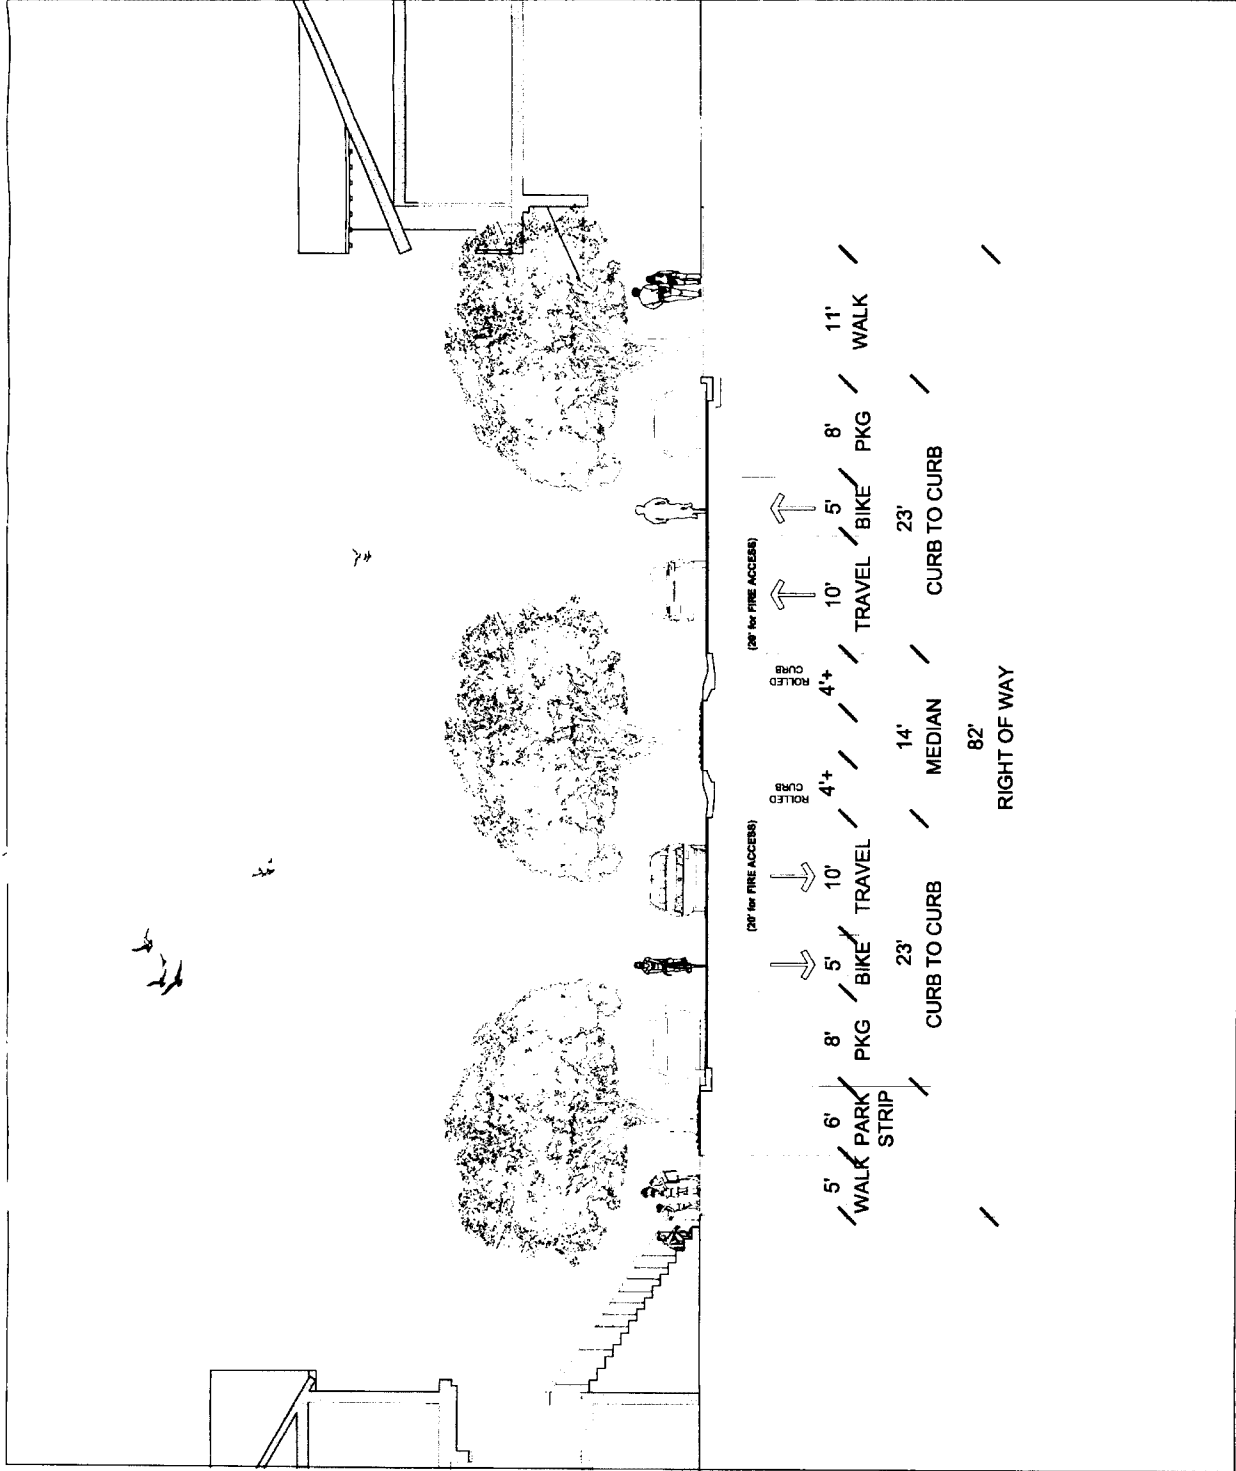 (20' for FIRE ACCESS)
(20' for FIRE ACCESS)
ROLLED
CURB
ROLLED
CURB
5' 6' 8' 5' 10' 4'+ 4'+ 10' 5' 8' 11'
WALK PARK PKG BIKE TRAVEL TRAVEL BIKE PKG WALK
STRIP
23' 14' 23'
CURB TO CURB MEDIAN CURB TO CURB
82'
RIGHT OF WAY